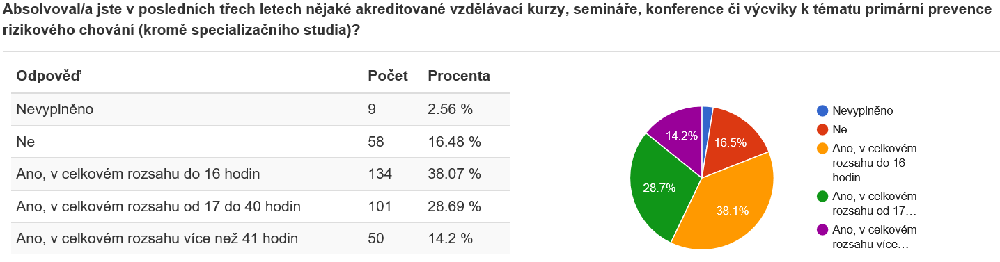 Absolvoval/a jste v posledních třech letech nějaké akreditované vzdělávací kurzy, semináře, konference či výcviky k tématu primární prevence
rizikového chování (kromě specializačního studia)?
Odpověď Počet Procenta
Nevyplněno 9 2.56 %
Ne 58 16.48 %
Ano, v celkovém rozsahu do 16 hodin 134 38.07 %
Ano, v celkovém rozsahu od 17 do 40 hodin 101 28.69 %
Ano, v celkovém rozsahu více než 41 hodin 50 14.2 %
14.2%
16.5%
28.7%
38.1%
Nevyplněno
Ne
Ano, v celkovém
rozsahu do 16
hodin
Ano, v celkovém
rozsahu od 17…
Ano, v celkovém
rozsahu více…